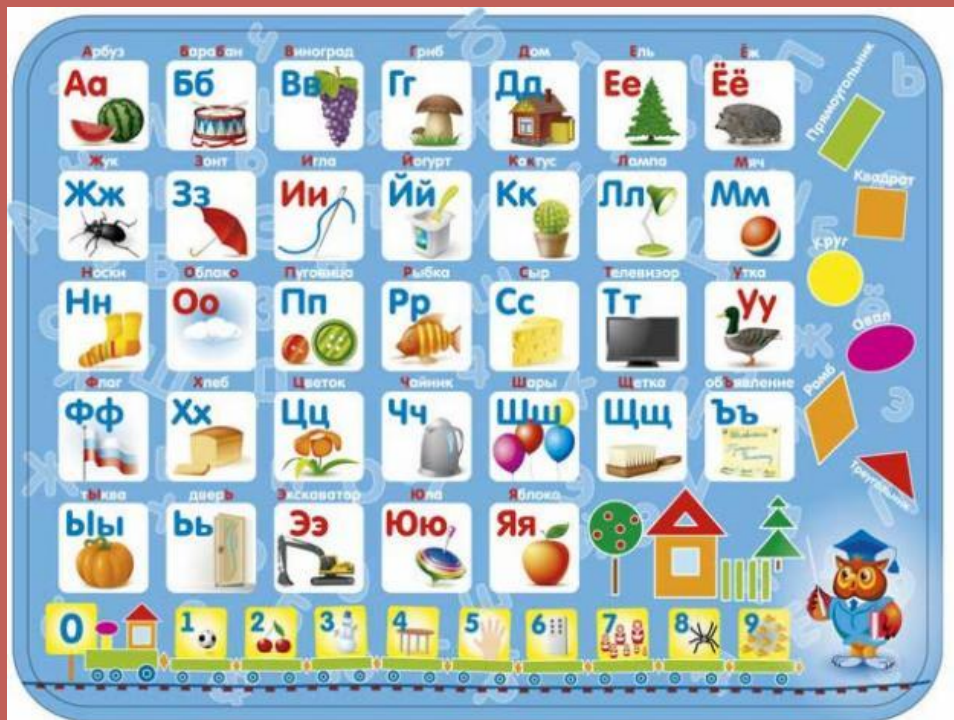 Арбуз Барабан Виноград Гриб Дом Ель Ёж
Аа Бб Вв Гг Дд Ее Ёё
Жук Зонт Игла Йогурт Кактус Лампа Мяч
Жж Зз Ии Йй Кк Лл Мм
Носки Облако Пуговица Рыбка Сыр Телевизор Утка
Нн Оо Пп Рр Сс Тт Уу
Флаг Хлеб Цветок Чайник Шары Щетка объявление
Фф Хх Цц Чч Шш Щщ Ъъ
тЫква дверь Экскаватор Юла Яблоко
Ыы Ьь Ээ Юю Яя
0 1 2 3 4 5 6 7 8 9
Прямоугольник
Квадрат
Круг
Овал
Ромб
Треугольник